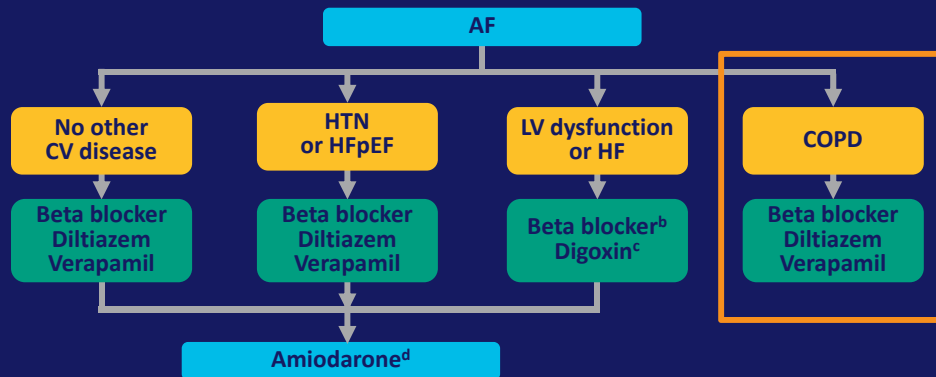 AF
No other
CV disease
HTN
or HFpEF
LV dysfunction
or HF
COPD
Beta blocker
Diltiazem
Verapamil
Beta blocker
Diltiazem
Verapamil
Beta blockerᵇ
Digoxinᶜ
Beta blocker
Diltiazem
Verapamil
Amiodaroneᵈ